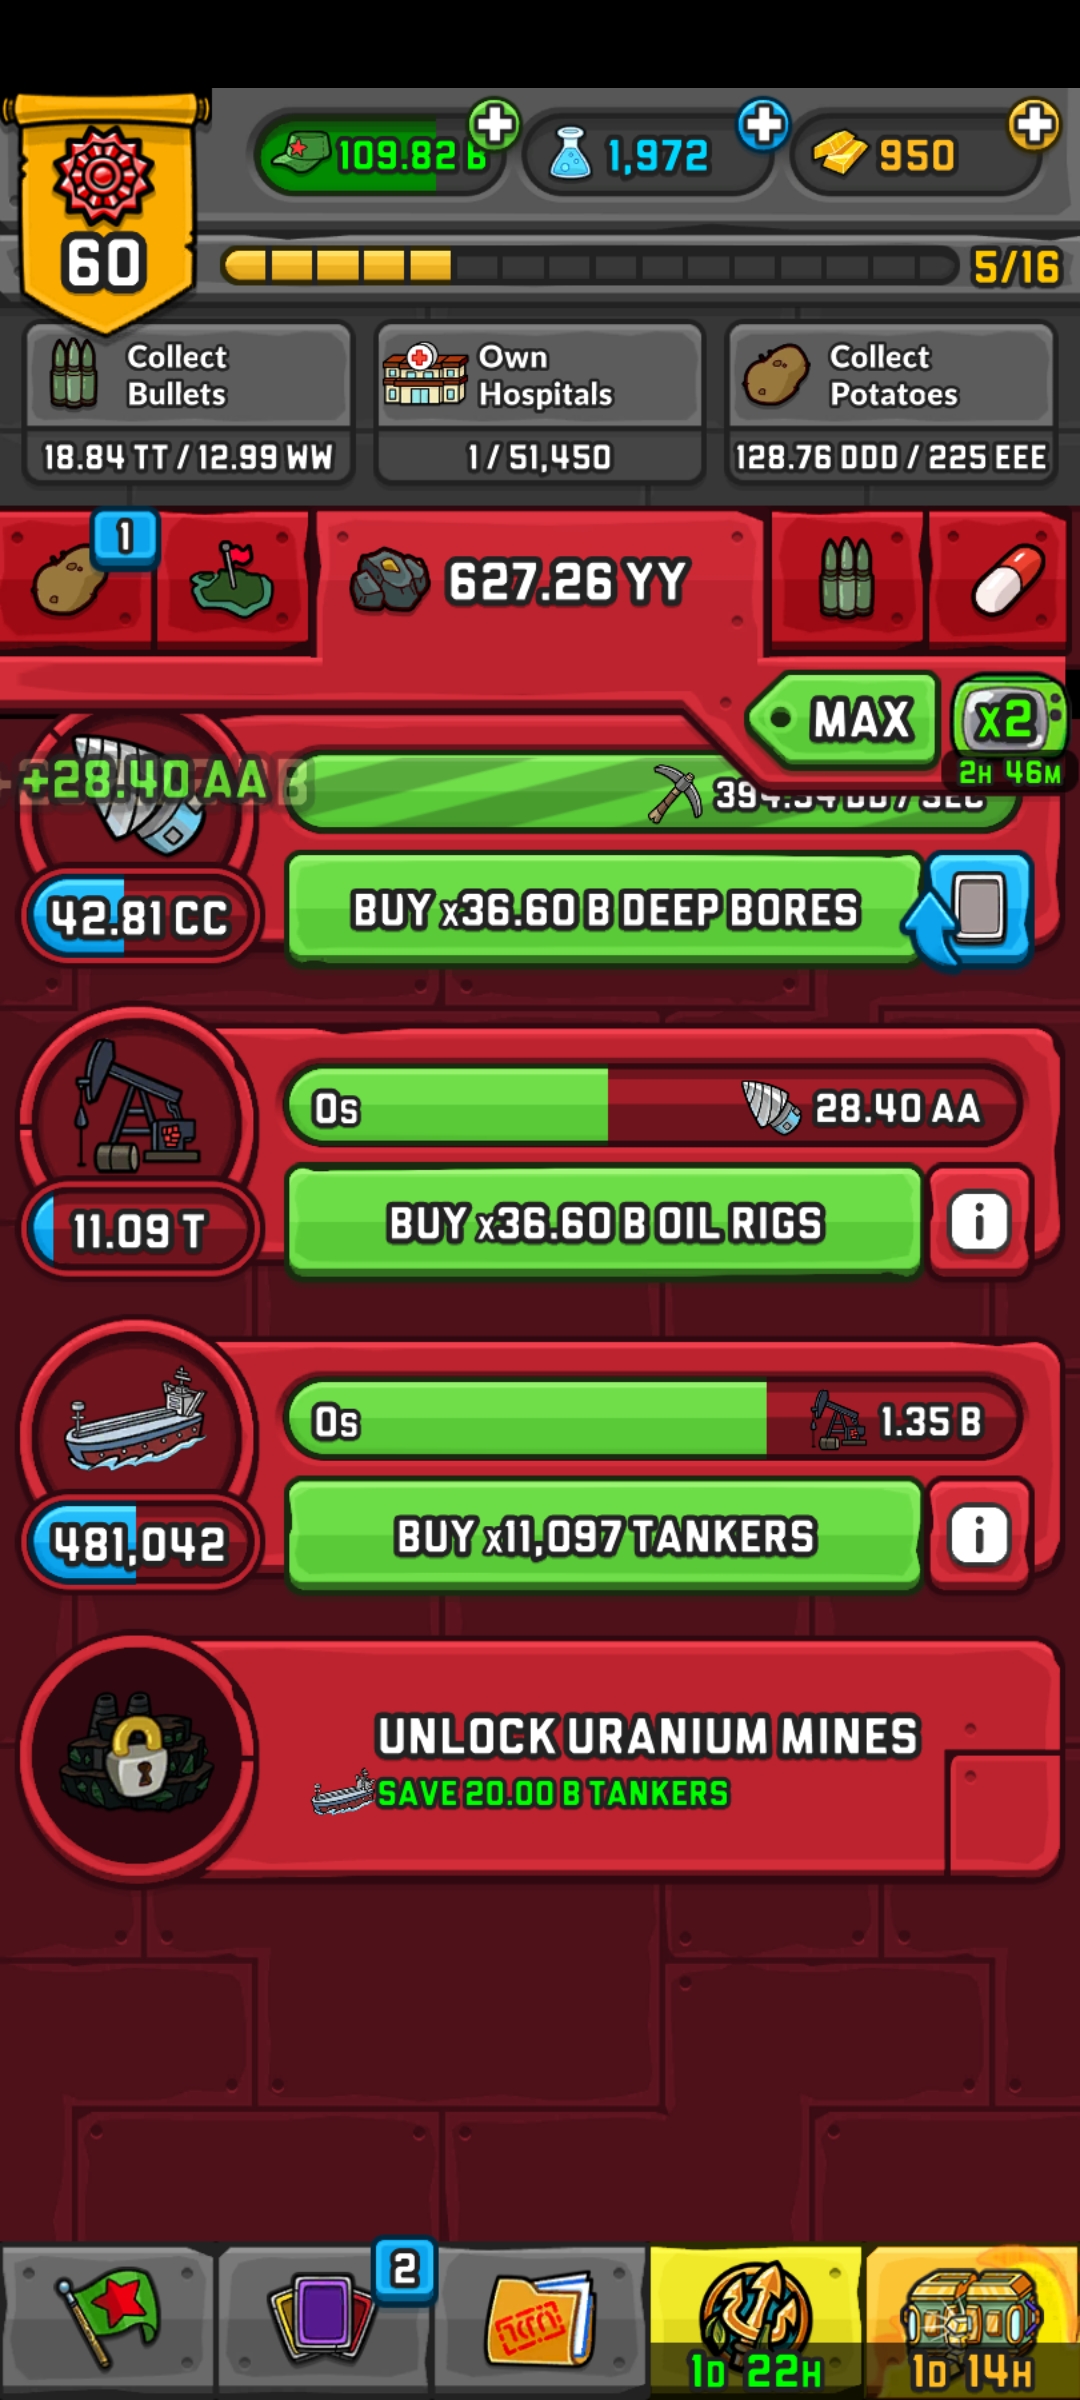 109.82 B
1,972
950
60
5/16
Collect
Bullets
18.84 TT / 12.99 WW
Own
Hospitals
1 / 51,450
Collect
Potatoes
128.76 DDD / 225 EEE
1
627.26 YY
MAX
x2
2H 46M
+28.40 AA
42.81 CC
BUY x36.60 B DEEP BORES
0s
28.40 AA
11.09 T
BUY x36.60 B OIL RIGS
i
0s
1.35 B
481,042
BUY x11,097 TANKERS
i
UNLOCK URANIUM MINES
SAVE 20.00 B TANKERS
2
1D 22H
1D 14H